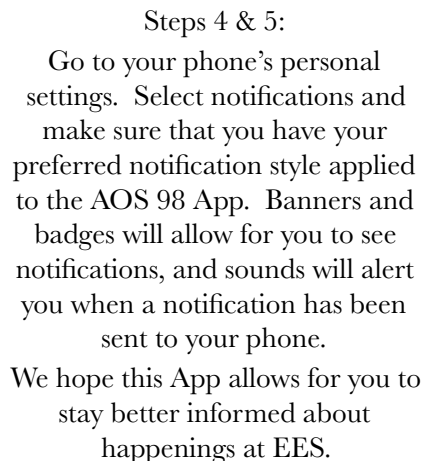 Steps 4 & 5:
Go to your phone’s personal
settings.  Select notifications and
make sure that you have your
preferred notification style applied
to the AOS 98 App.  Banners and
badges will allow for you to see
notifications, and sounds will alert
you when a notification has been
sent to your phone.
We hope this App allows for you to
stay better informed about
happenings at EES.